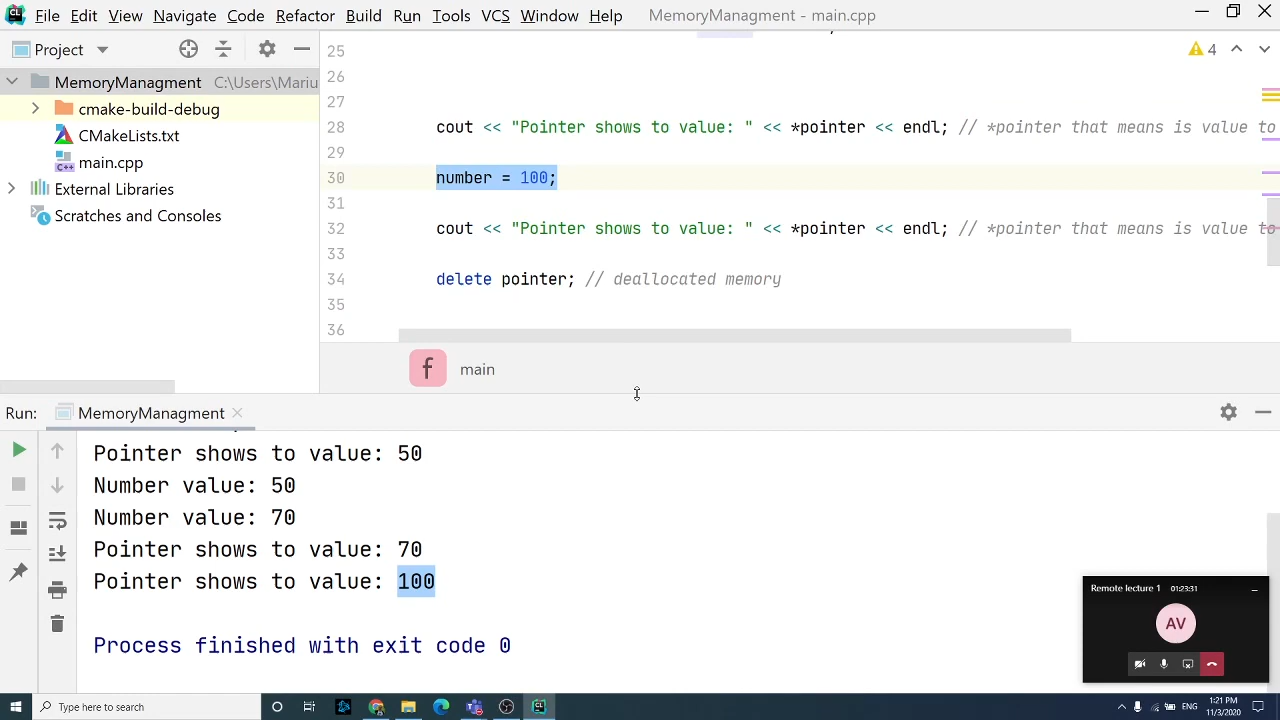 File Edit View Navigate Code Refactor Build Run Tools VCS Window Help MemoryManagment - main.cpp
Project
MemoryManagment C:\Users\Mariu
cmake-build-debug
CMakeLists.txt
main.cpp
External Libraries
Scratches and Consoles
4
25
26
27
28 cout << "Pointer shows to value: " << *pointer << endl; // *pointer that means is value to
29
30 number = 100;
31
32 cout << "Pointer shows to value: " << *pointer << endl; // *pointer that means is value to
33
34 delete pointer; // deallocated memory
35
36
f main
Run: MemoryManagment
Pointer shows to value: 50
Number value: 50
Number value: 70
Pointer shows to value: 70
Pointer shows to value: 100
Process finished with exit code 0
Remote lecture 1 01:23:31
AV
Type here to search
ENG
1:21 PM
11/3/2020